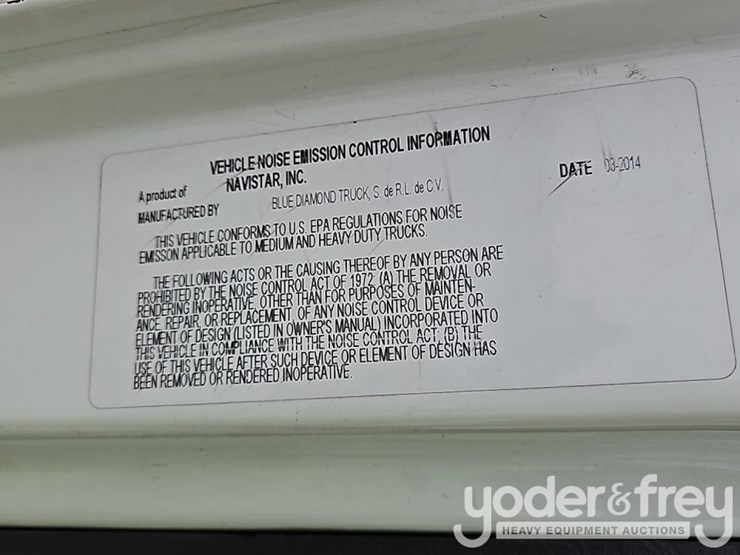 VEHICLE NOISE EMISSION CONTROL INFORMATION
A product of NAVISTAR, INC.
DATE 03-2014
MANUFACTURED BY BLUE DIAMOND TRUCK, S. de R.L. de C.V.
THIS VEHICLE CONFORMS TO U.S. EPA REGULATIONS FOR NOISE
EMISSON APPLICABLE TO MEDIUM AND HEAVY DUTY TRUCKS.
THE FOLLOWING ACTS OR THE CAUSING THEREOF BY ANY PERSON ARE
PROHIBITED BY THE NOISE CONTROL ACT OF 1972, (A) THE REMOVAL OR
RENDERING INOPERATIVE, OTHER THAN FOR PURPOSES OF MAINTEN-
ANCE, REPAIR, OR REPLACEMENT, OF ANY NOISE CONTROL DEVICE OR
ELEMENT OF DESIGN (LISTED IN OWNER'S MANUAL) INCORPORATED INTO
THIS VEHICLE IN COMPLIANCE WITH THE NOISE CONTROL ACT; (B) THE
USE OF THIS VEHICLE AFTER SUCH DEVICE OR ELEMENT OF DESIGN HAS
BEEN REMOVED OR RENDERED INOPERATIVE.
yoder&frey
HEAVY EQUIPMENT AUCTIONS